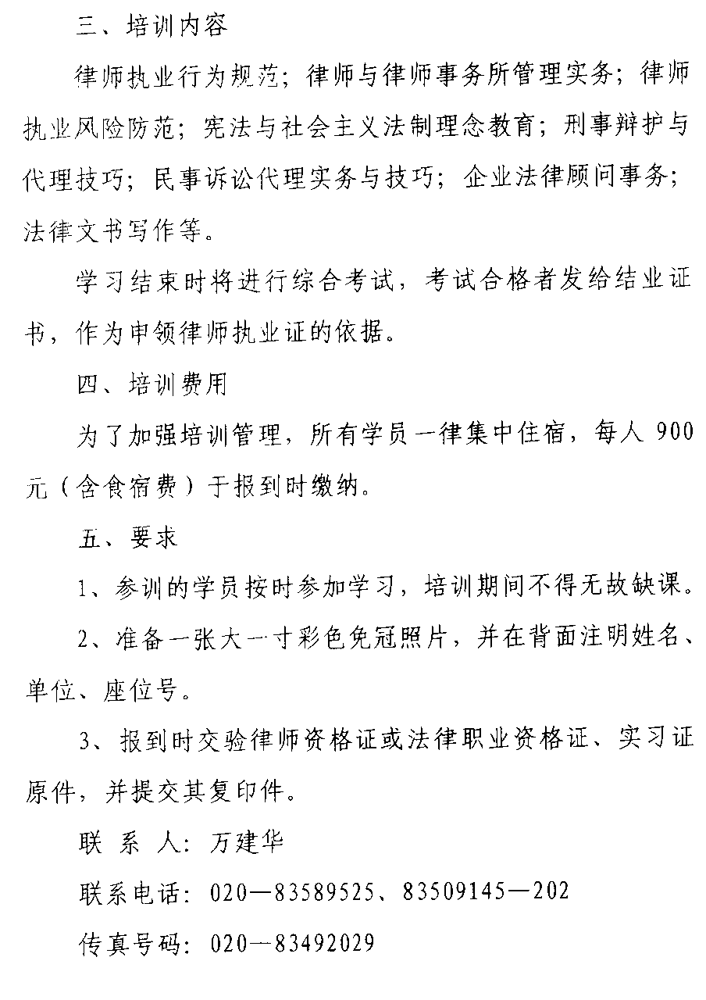 三、培训内容
律师执业行为规范；律师与律师事务所管理实务；律师
执业风险防范；宪法与社会主义法制理念教育；刑事辩护与
代理技巧；民事诉讼代理实务与技巧；企业法律顾问事务；
法律文书写作等。
学习结束时将进行综合考试，考试合格者发给结业证
书，作为申领律师执业证的依据。
四、培训费用
为了加强培训管理，所有学员一律集中住宿，每人 900
元（含食宿费）于报到时缴纳。
五、要求
1、参训的学员按时参加学习，培训期间不得无故缺课。
2、准备一张大一寸彩色免冠照片，并在背面注明姓名、
单位、座位号。
3、报到时交验律师资格证或法律职业资格证、实习证
原件，并提交其复印件。
联 系 人：万建华
联系电话：020—83589525、83509145—202
传真号码：020—83492029